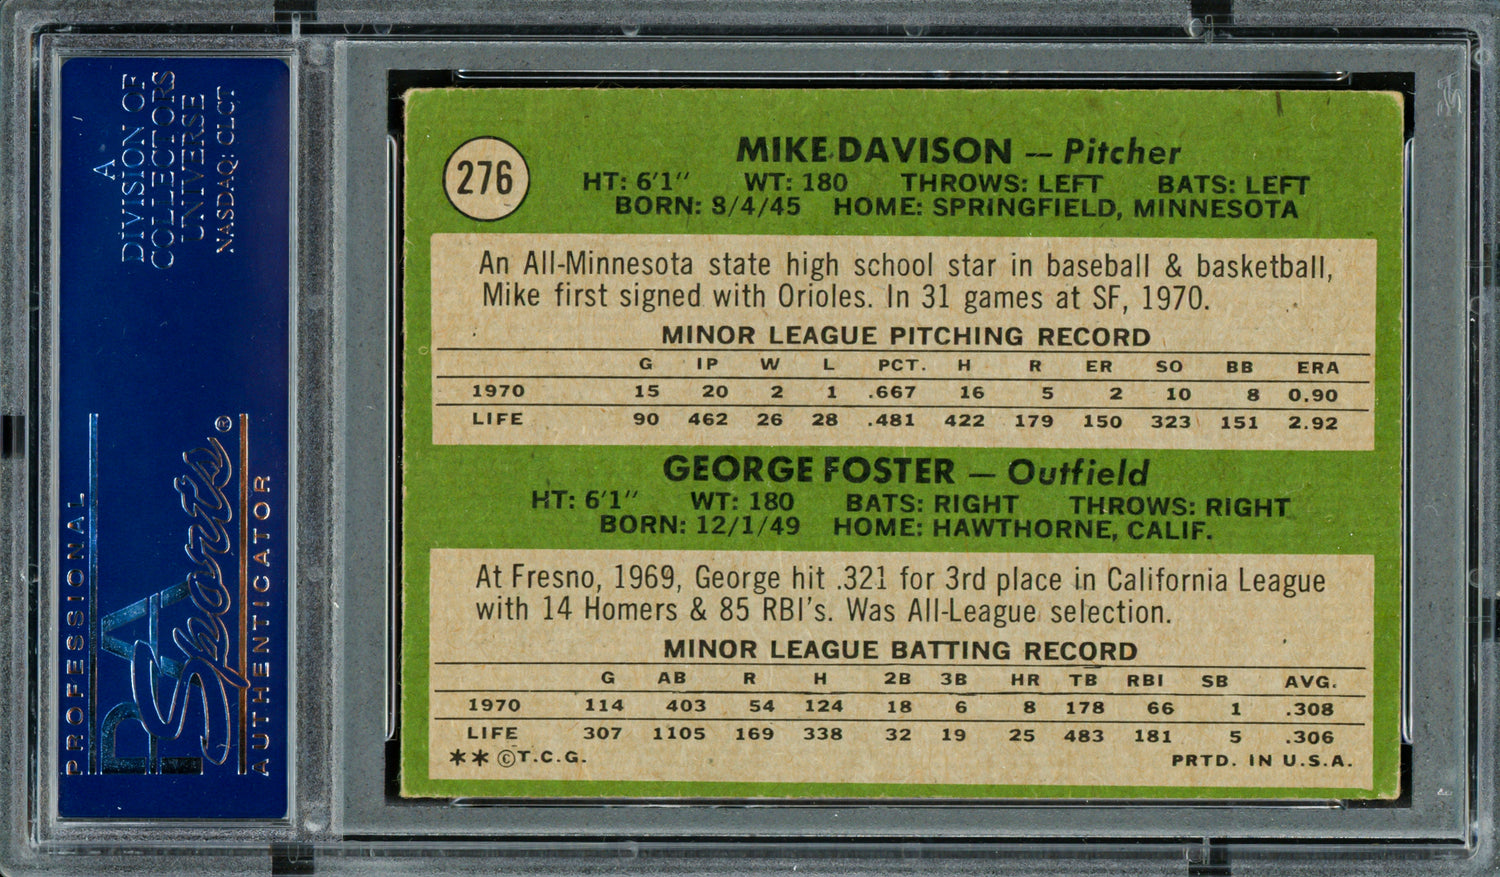 A
DIVISION OF
COLLECTORS
UNIVERSE
NASDAQ: CLCT
PROFESSIONAL
PSA
Sports®
AUTHENTICATOR
276
MIKE DAVISON — Pitcher
HT: 6'1" WT: 180 THROWS: LEFT BATS: LEFT
BORN: 8/4/45 HOME: SPRINGFIELD, MINNESOTA
An All-Minnesota state high school star in baseball & basketball,
Mike first signed with Orioles. In 31 games at SF, 1970.
MINOR LEAGUE PITCHING RECORD
G IP W L PCT. H R ER SO BB ERA
1970 15 20 2 1 .667 16 5 2 10 8 0.90
LIFE 90 462 26 28 .481 422 179 150 323 151 2.92
GEORGE FOSTER — Outfield
HT: 6'1" WT: 180 BATS: RIGHT THROWS: RIGHT
BORN: 12/1/49 HOME: HAWTHORNE, CALIF.
At Fresno, 1969, George hit .321 for 3rd place in California League
with 14 Homers & 85 RBI's. Was All-League selection.
MINOR LEAGUE BATTING RECORD
G AB R H 2B 3B HR TB RBI SB AVG.
1970 114 403 54 124 18 6 8 178 66 1 .308
LIFE 307 1105 169 338 32 19 25 483 181 5 .306
** ©T.C.G. PRTD. IN U.S.A.